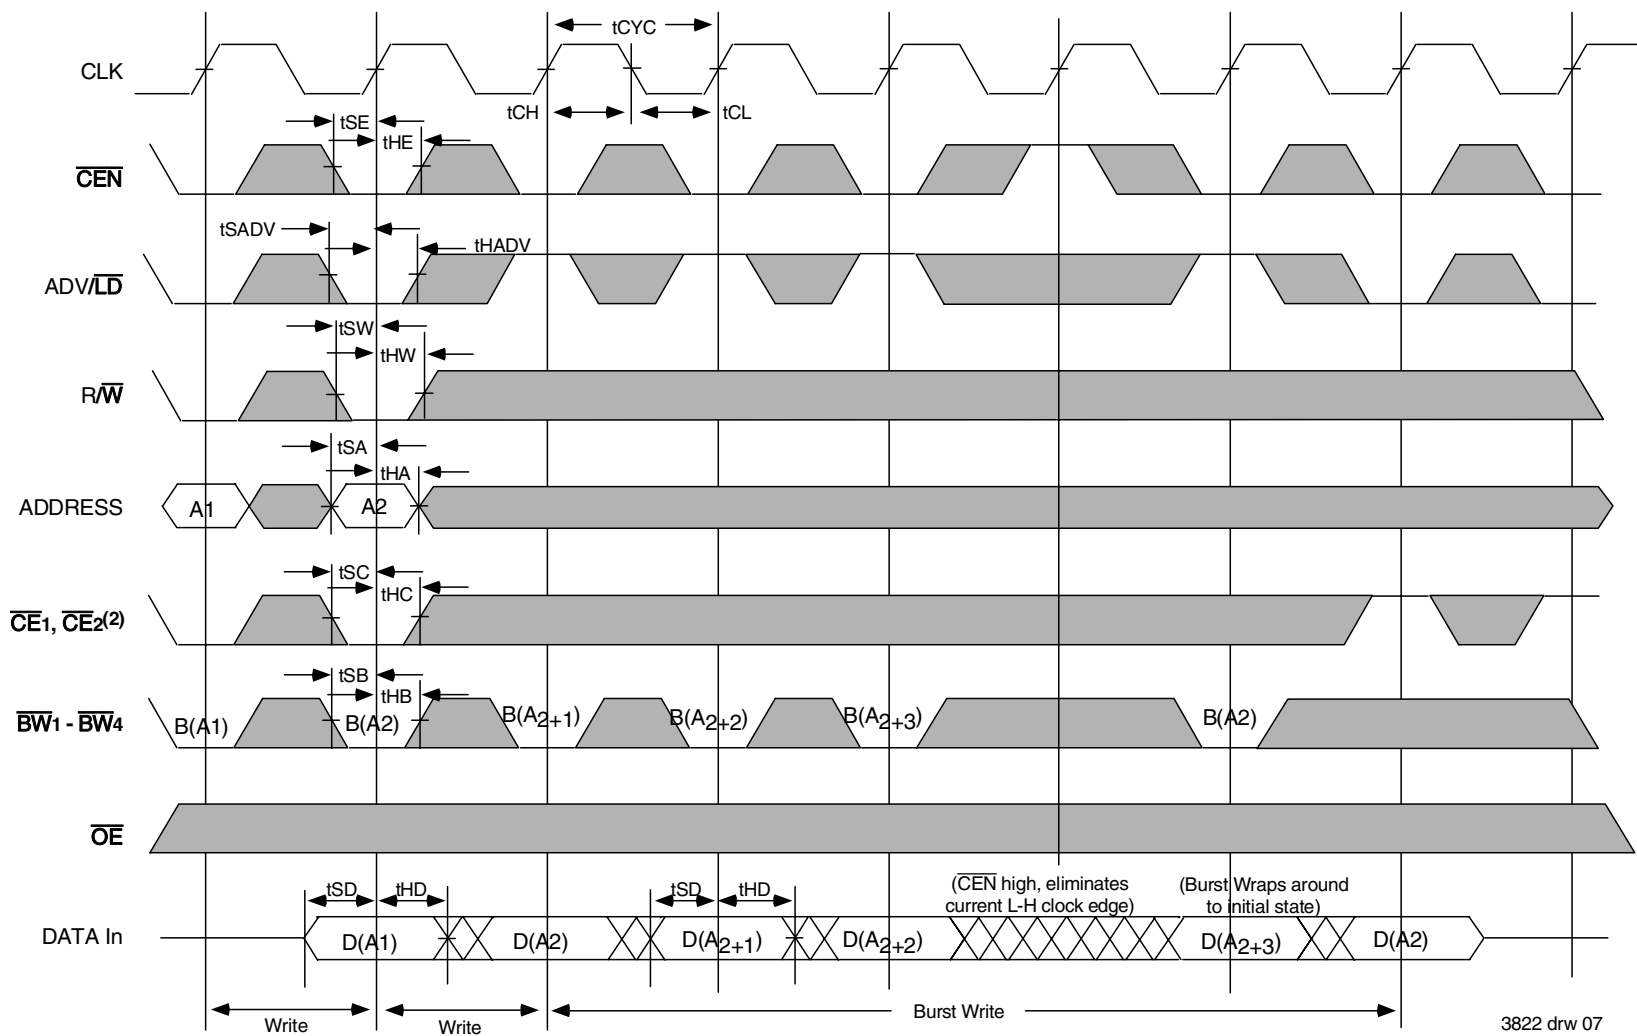 tCYC
CLK
tCH
tCL
tSE
tHE
CEN
tSADV
tHADV
ADV/LD
tSW
tHW
R/W
tSA
tHA
ADDRESS
A1
A2
tSC
tHC
CE1, CE2(2)
tSB
tHB
BW1 - BW4
B(A1)
B(A2)
B(A2+1)
B(A2+2)
B(A2+3)
B(A2)
OE
tSD
tHD
tSD
tHD
(CEN high, eliminates
current L-H clock edge)
(Burst Wraps around
to initial state)
DATA In
D(A1)
D(A2)
D(A2+1)
D(A2+2)
D(A2+3)
D(A2)
Write
Write
Burst Write
3822 drw 07